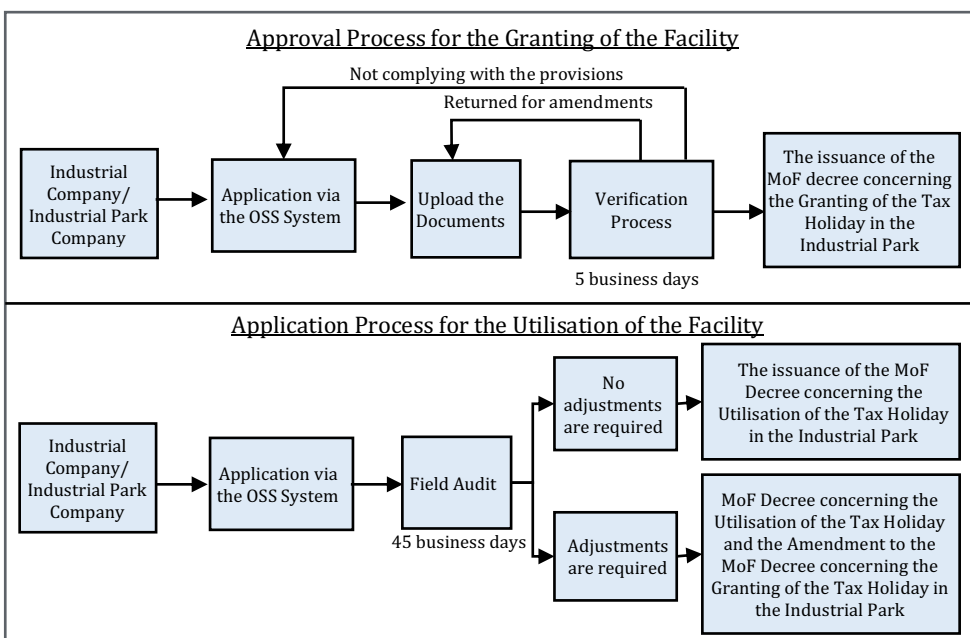 Approval Process for the Granting of the Facility
Not complying with the provisions
Returned for amendments
Industrial
Company/
Industrial Park
Company
Application via
the OSS System
Upload the
Documents
Verification
Process
5 business days
The issuance of the
MoF decree concerning
the Granting of the Tax
Holiday in the
Industrial Park
Application Process for the Utilisation of the Facility
Industrial
Company/
Industrial Park
Company
Application via
the OSS System
Field Audit
45 business days
No
adjustments
are required
The issuance of the MoF
Decree concerning the
Utilisation of the Tax Holiday
in the Industrial Park
Adjustments
are required
MoF Decree concerning the
Utilisation of the Tax Holiday
and the Amendment to the
MoF Decree concerning the
Granting of the Tax Holiday in
the Industrial Park